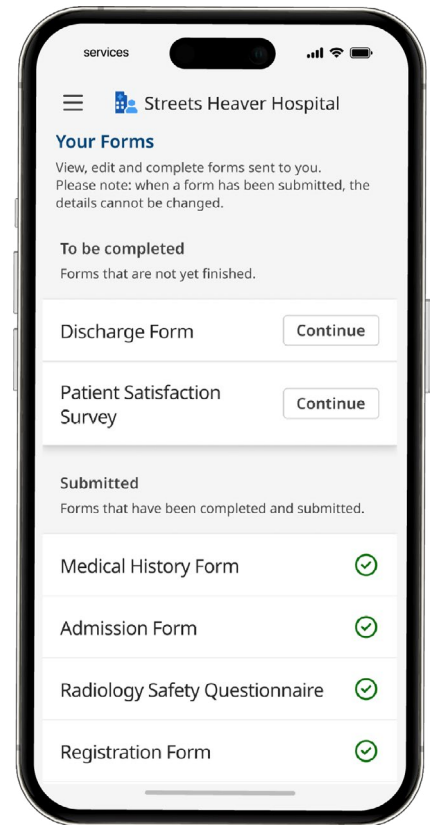 services
Streets Heaver Hospital
Your Forms
View, edit and complete forms sent to you.
Please note: when a form has been submitted, the
details cannot be changed.
To be completed
Forms that are not yet finished.
Discharge Form
Continue
Patient Satisfaction
Survey
Continue
Submitted
Forms that have been completed and submitted.
Medical History Form
Admission Form
Radiology Safety Questionnaire
Registration Form